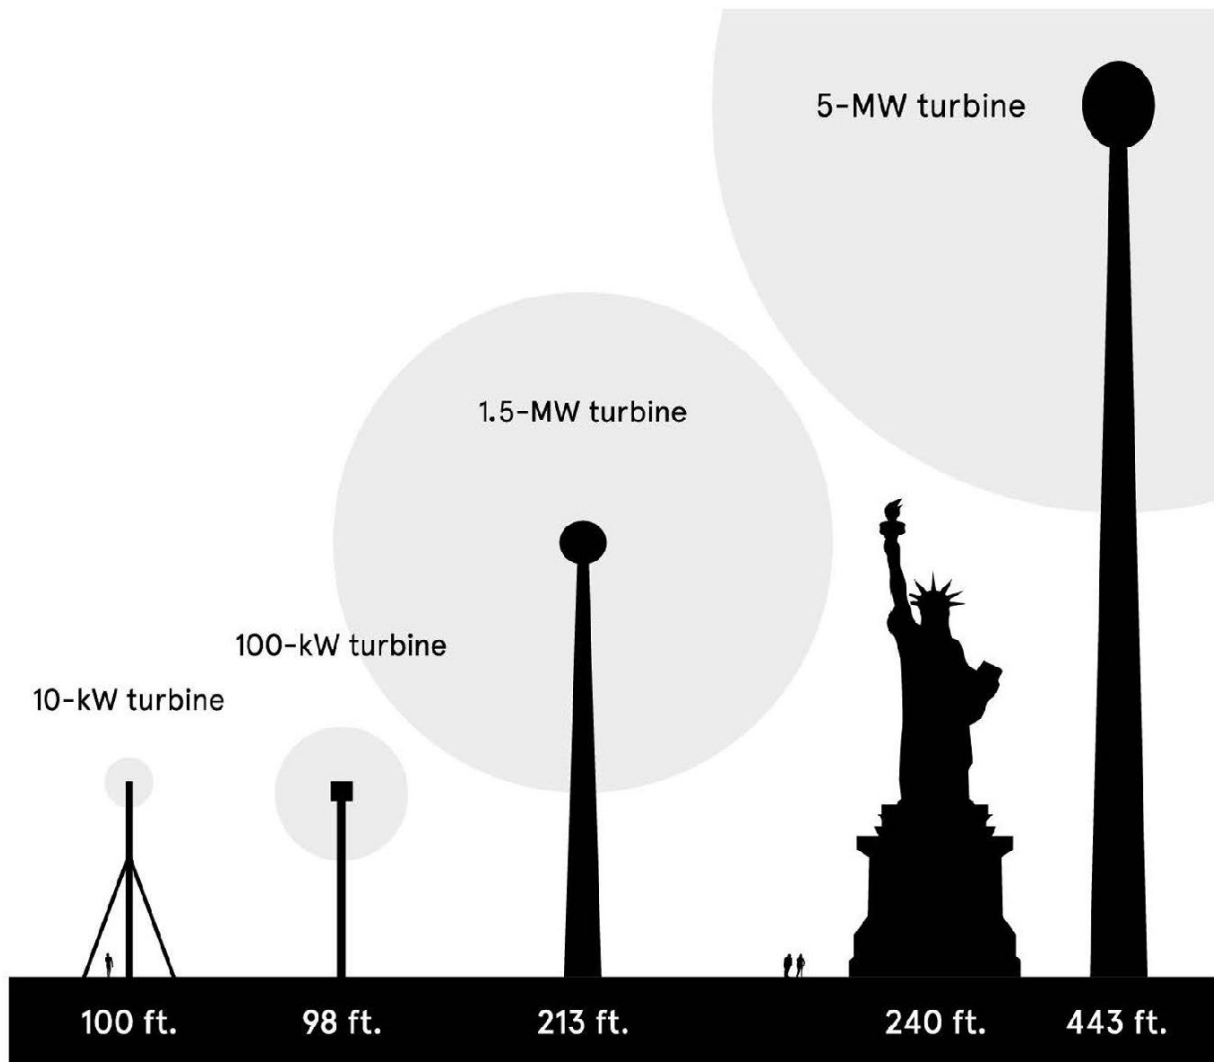 5-MW turbine
1.5-MW turbine
100-kW turbine
10-kW turbine
100 ft.
98 ft.
213 ft.
240 ft.
443 ft.